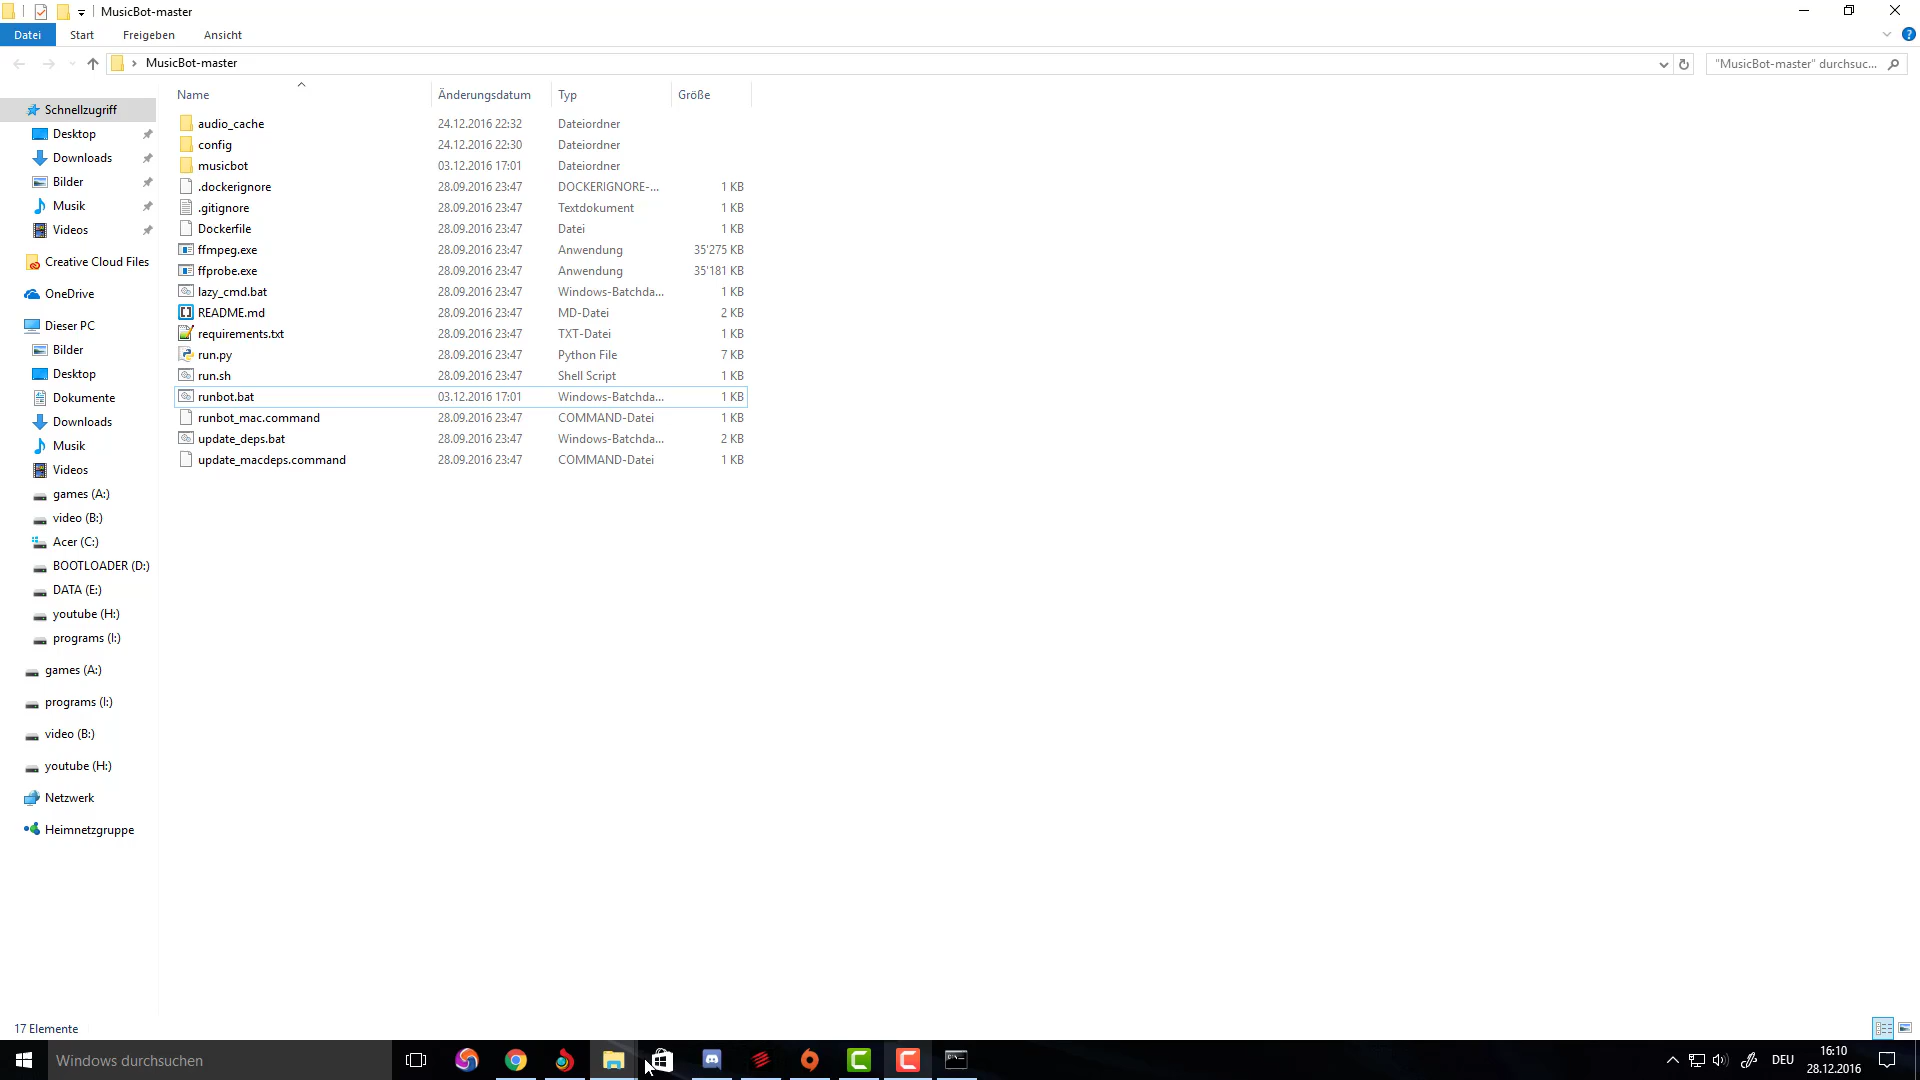 MusicBot-master
Datei Start Freigeben Ansicht
MusicBot-master
"MusicBot-master" durchsuc...
Name Änderungsdatum Typ Größe
audio_cache 24.12.2016 22:32 Dateiordner
config 24.12.2016 22:30 Dateiordner
musicbot 03.12.2016 17:01 Dateiordner
.dockerignore 28.09.2016 23:47 DOCKERIGNORE-... 1 KB
.gitignore 28.09.2016 23:47 Textdokument 1 KB
Dockerfile 28.09.2016 23:47 Datei 1 KB
ffmpeg.exe 28.09.2016 23:47 Anwendung 35'275 KB
ffprobe.exe 28.09.2016 23:47 Anwendung 35'181 KB
lazy_cmd.bat 28.09.2016 23:47 Windows-Batchda... 1 KB
README.md 28.09.2016 23:47 MD-Datei 2 KB
requirements.txt 28.09.2016 23:47 TXT-Datei 1 KB
run.py 28.09.2016 23:47 Python File 7 KB
run.sh 28.09.2016 23:47 Shell Script 1 KB
runbot.bat 03.12.2016 17:01 Windows-Batchda... 1 KB
runbot_mac.command 28.09.2016 23:47 COMMAND-Datei 1 KB
update_deps.bat 28.09.2016 23:47 Windows-Batchda... 2 KB
update_macdeps.command 28.09.2016 23:47 COMMAND-Datei 1 KB
Schnellzugriff
Desktop
Downloads
Bilder
Musik
Videos
Creative Cloud Files
OneDrive
Dieser PC
Bilder
Desktop
Dokumente
Downloads
Musik
Videos
games (A:)
video (B:)
Acer (C:)
BOOTLOADER (D:)
DATA (E:)
youtube (H:)
programs (I:)
games (A:)
programs (I:)
video (B:)
youtube (H:)
Netzwerk
Heimnetzgruppe
17 Elemente
Windows durchsuchen
DEU
16:10
28.12.2016